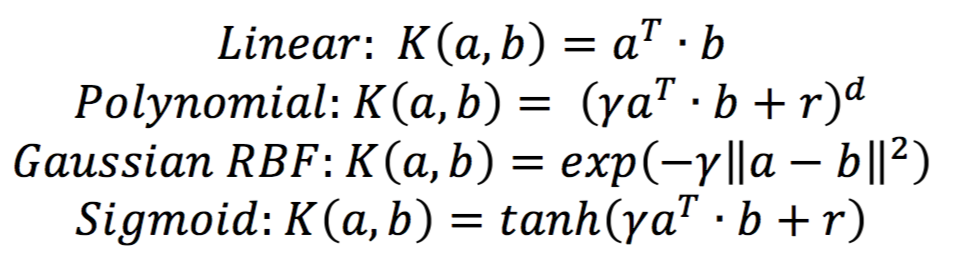 Linear: K(a, b) = aᵀ · b
Polynomial: K(a, b) = (γaᵀ · b + r)ᵈ
Gaussian RBF: K(a, b) = exp(−γ‖a − b‖²)
Sigmoid: K(a, b) = tanh(γaᵀ · b + r)